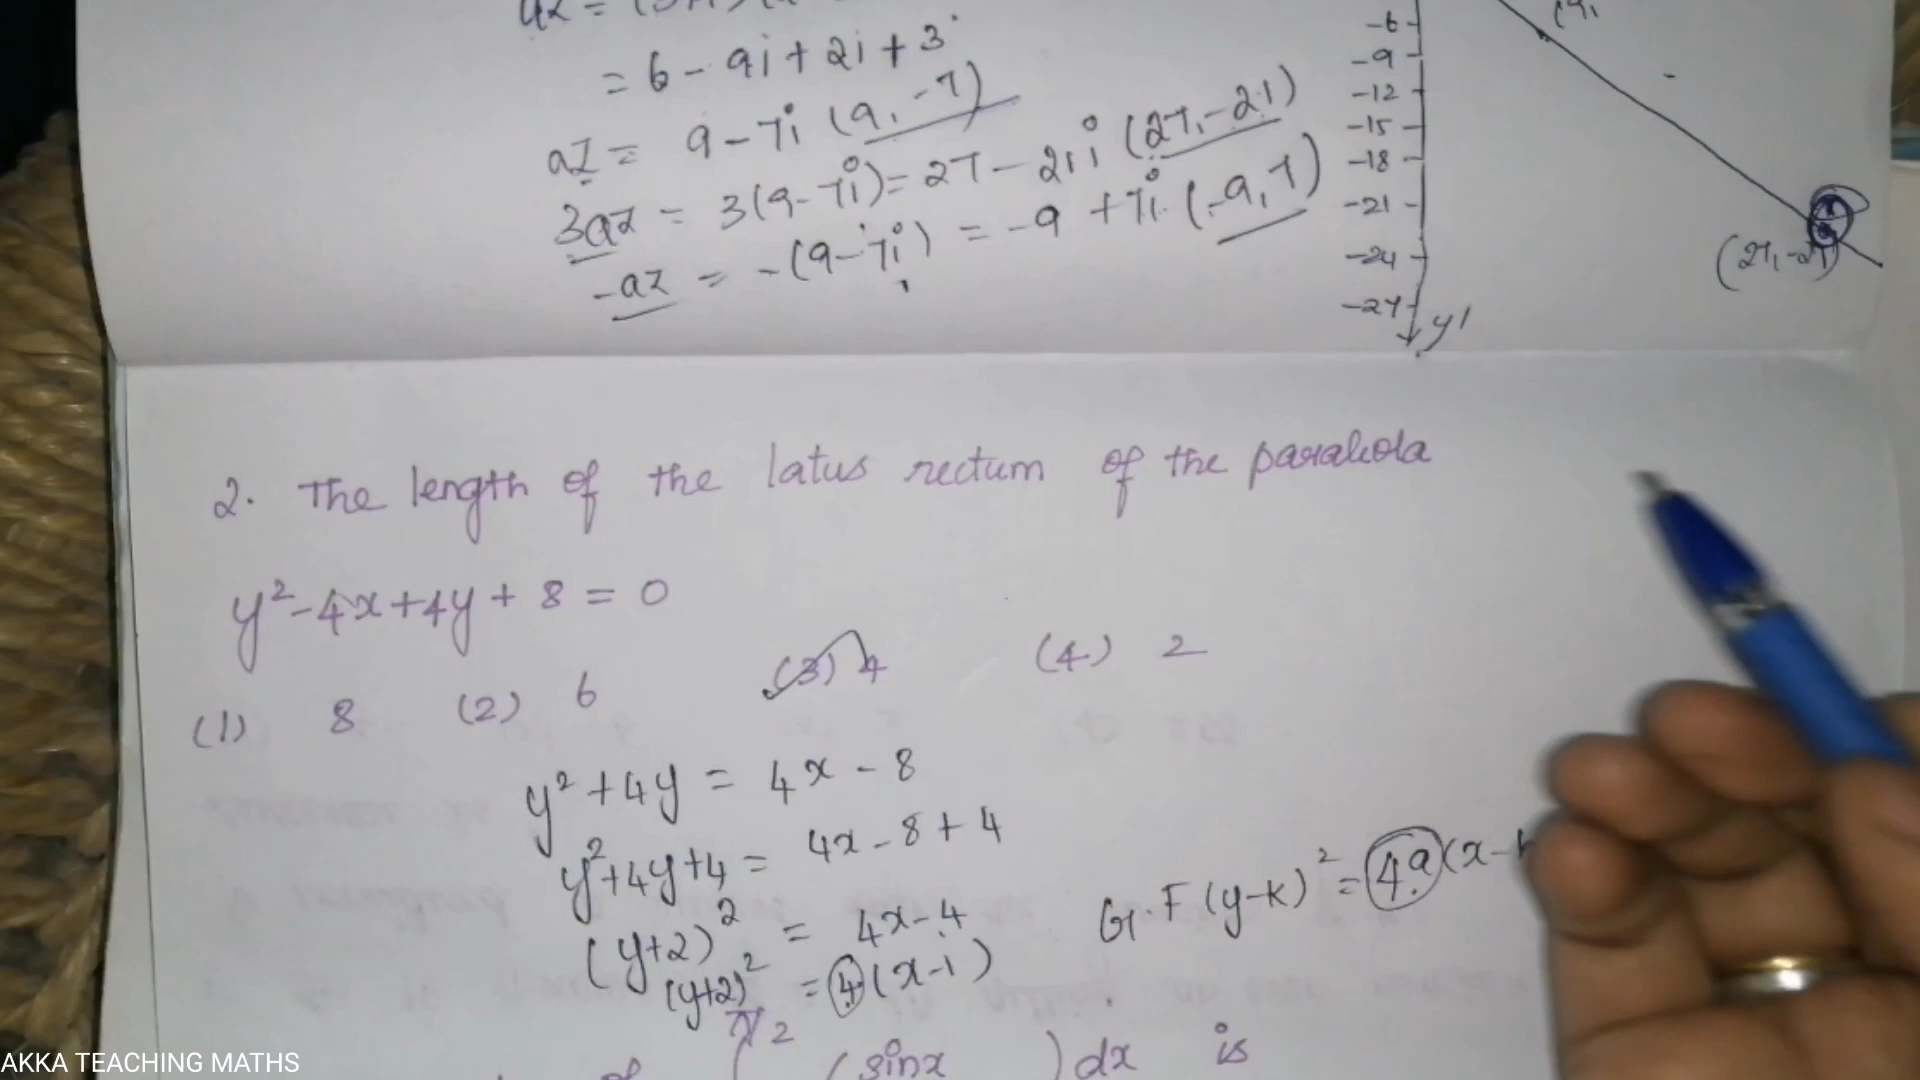 = 6 - 9i + 2i + 3
az = 9 - 7i (9, -7)
3az = 3(9-7i) = 27 - 21i (27, -21)
-az = -(9-7i) = -9 + 7i (-9, 7)
-6
-9
-12
-15
-18
-21
-24
-27
y'
(27, -21)
2. The length of the latus rectum of the parabola
y² - 4x + 4y + 8 = 0
(1) 8 (2) 6 (3) 4 (4) 2
y² + 4y = 4x - 8
y² + 4y + 4 = 4x - 8 + 4
(y+2)² = 4x - 4
(y+2)² = 4(x-1)
G.F (y-k)² = 4a(x-
π/2
(sinx ) dx is
AKKA TEACHING MATHS